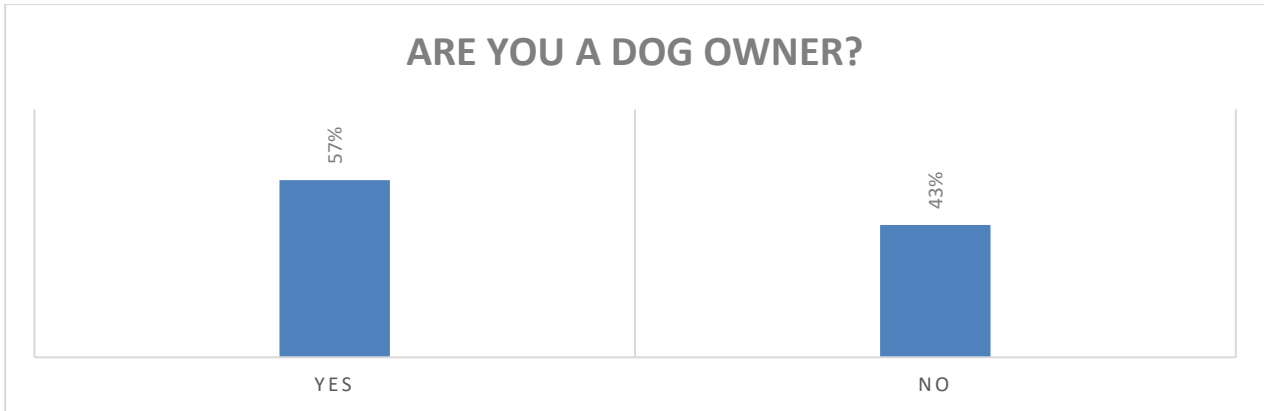 ARE YOU A DOG OWNER?
57%
43%
YES
NO